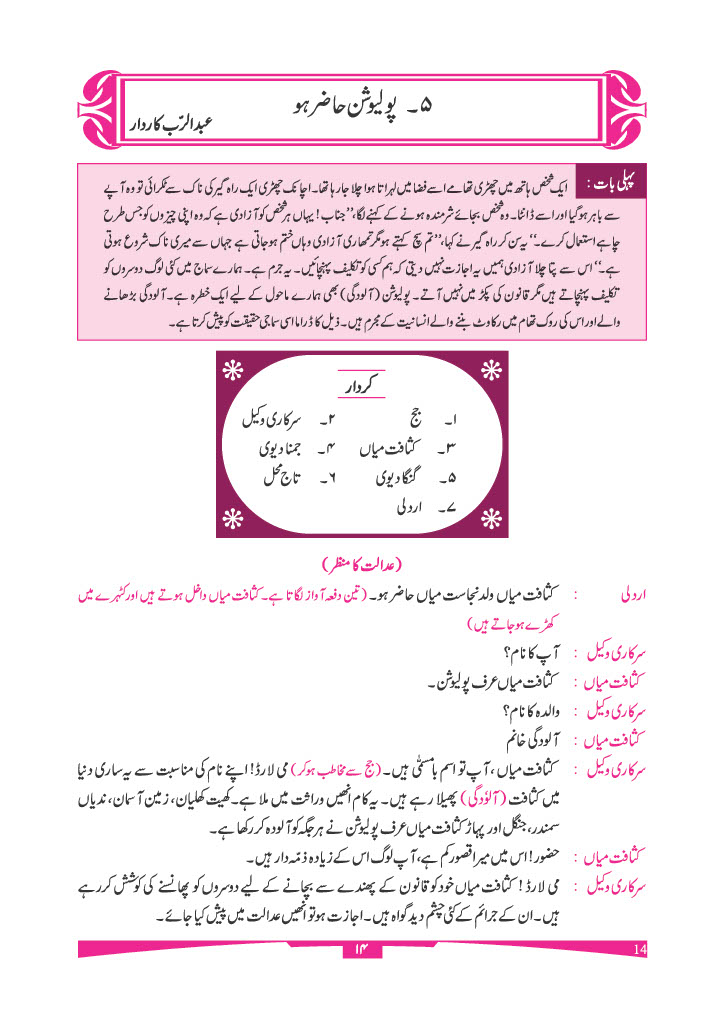 ۵۔ پولیوشن حاضر ہو
عبدالرّب کاردار
پہلی بات : ایک شخص ہاتھ میں چھڑی تھامے اسے فضا میں لہراتا ہوا چلا جا رہا تھا۔ اچانک چھڑی ایک راہ گیر کی ناک سے ٹکرائی تو وہ آپے
سے باہر ہوگیا اور اسے ڈانٹا۔ وہ شخص بجائے شرمندہ ہونے کے کہنے لگا،’’جناب! یہاں ہر شخص کو آزادی ہے کہ وہ اپنی چیزوں کو جس طرح
چاہے استعمال کرے۔‘‘ یہ سن کر راہ گیر نے کہا،’’تم سچ کہتے ہو مگر تمھاری آزادی وہاں ختم ہوجاتی ہے جہاں سے میری ناک شروع ہوتی
ہے۔‘‘ اس سے پتا چلا آزادی ہمیں یہ اجازت نہیں دیتی کہ ہم کسی کو تکلیف پہنچائیں۔ یہ جرم ہے۔ ہمارے سماج میں کئی لوگ دوسروں کو
تکلیف پہنچاتے ہیں مگر قانون کی پکڑ میں نہیں آتے۔ پولیوشن (آلودگی) بھی ہمارے ماحول کے لیے ایک خطرہ ہے۔ آلودگی بڑھانے
والے اور اس کی روک تھام میں رکاوٹ بننے والے انسانیت کے مجرم ہیں۔ ذیل کا ڈراما اسی سماجی حقیقت کو پیش کرتا ہے۔
کردار
۱۔ جج ۲۔ سرکاری وکیل
۳۔ کثافت میاں ۴۔ جمنا دیوی
۵۔ گنگا دیوی ۶۔ تاج محل
۷۔ اردلی
(عدالت کا منظر)
اردلی : کثافت میاں ولد نجاست میاں حاضر ہو۔ (تین دفعہ آواز لگاتا ہے۔ کثافت میاں داخل ہوتے ہیں اور کٹہرے میں
کھڑے ہوجاتے ہیں)
سرکاری وکیل : آپ کا نام؟
کثافت میاں : کثافت میاں عرف پولیوشن۔
سرکاری وکیل : والدہ کا نام؟
کثافت میاں : آلودگی خانم
سرکاری وکیل : کثافت میاں ، آپ تو اسم بامسمّٰی ہیں۔ (جج سے مخاطب ہوکر) می لارڈ! اپنے نام کی مناسبت سے یہ ساری دنیا
میں کثافت (آلوٗدگی) پھیلا رہے ہیں۔ یہ کام انھیں وراثت میں ملا ہے۔ کھیت کھلیان، زمین آسمان، ندیاں
سمندر، جنگل اور پہاڑ کثافت میاں عرف پولیوشن نے ہر جگہ کو آلودہ کر رکھا ہے۔
کثافت میاں : حضور! اس میں میرا قصور کم ہے، آپ لوگ اس کے زیادہ ذمّہ دار ہیں۔
سرکاری وکیل : می لارڈ! کثافت میاں خود کو قانون کے پھندے سے بچانے کے لیے دوسروں کو پھانسنے کی کوشش کر رہے
ہیں۔ ان کے جرائم کے کئی چشم دید گواہ ہیں۔ اجازت ہو تو انھیں عدالت میں پیش کیا جائے۔
۱۴
14